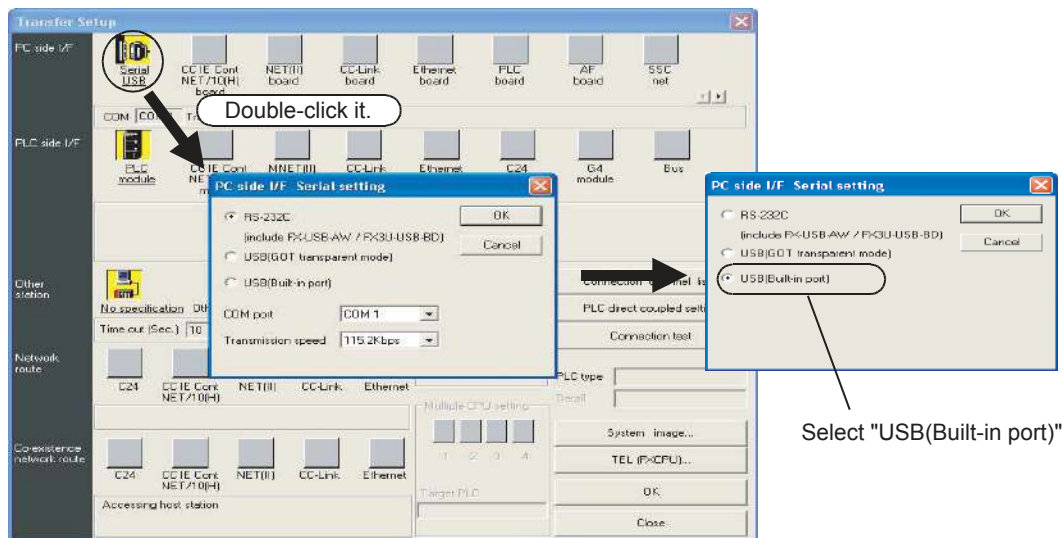 Transfer Setup
PC side I/F
Serial
USB
CC IE Cont
NET/10(H)
board
NET(II)
board
CC-Link
board
Ethernet
board
PLC
board
AF
board
SSC
net
Double-click it.
COM
PLC side I/F
PLC
module
CC IE Cont
MNET(II)
CC-Link
Ethernet
C24
G4
module
Bus
PC side I/F Serial setting
RS-232C
(include FX-USB-AW / FX3U-USB-BD)
USB(GOT transparent mode)
USB(Built-in port)
COM port
COM 1
Transmission speed
115.2Kbps
OK
Cancel
PC side I/F Serial setting
RS-232C
(include FX-USB-AW / FX3U-USB-BD)
USB(GOT transparent mode)
USB(Built-in port)
OK
Cancel
Select "USB(Built-in port)"
Other
station
No specification
Time out (Sec.) 10
PLC direct coupled
Connection test
PLC type
Detail
Network
route
C24
CC IE Cont
NET/10(H)
NET(II)
CC-Link
Ethernet
Multiple CPU setting
1 2 3 4
Target PLC
System image...
TEL (FXCPU)...
OK
Close
Co-existence
network route
C24
CC IE Cont
NET/10(H)
NET(II)
CC-Link
Ethernet
Accessing host station